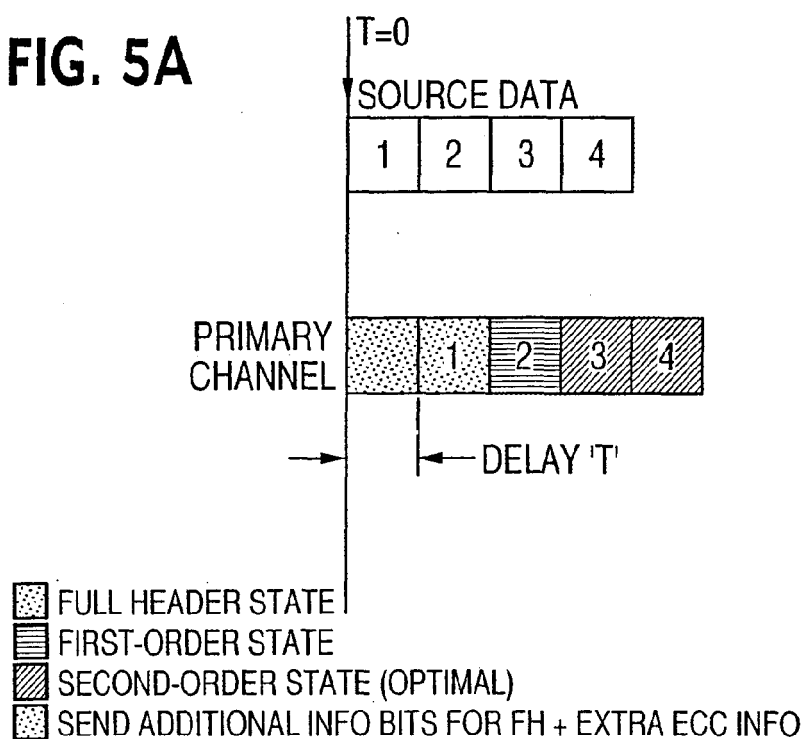 FIG. 5A
T=0
SOURCE DATA
1 2 3 4
PRIMARY
CHANNEL
1 2 3 4
DELAY 'T'
FULL HEADER STATE
FIRST-ORDER STATE
SECOND-ORDER STATE (OPTIMAL)
SEND ADDITIONAL INFO BITS FOR FH + EXTRA ECC INFO